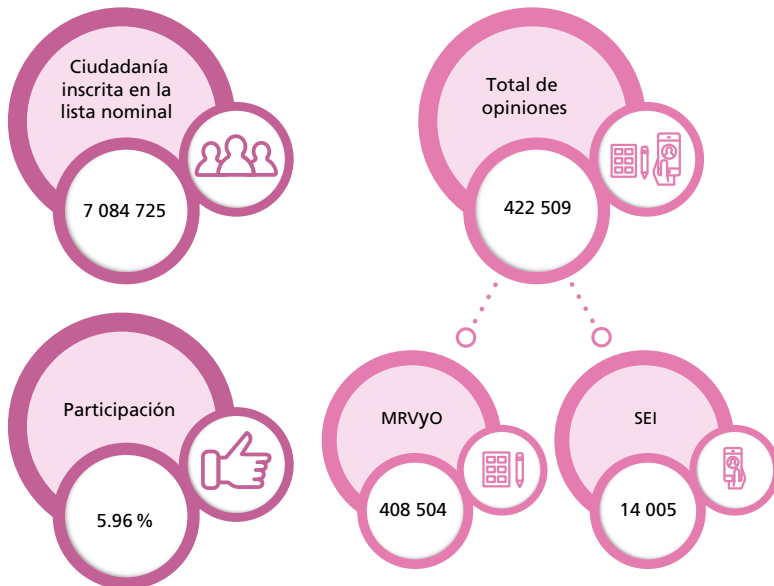 Ciudadanía
inscrita en la
lista nominal
7 084 725
Total de
opiniones
422 509
Participación
5.96 %
MRVyO
408 504
SEI
14 005